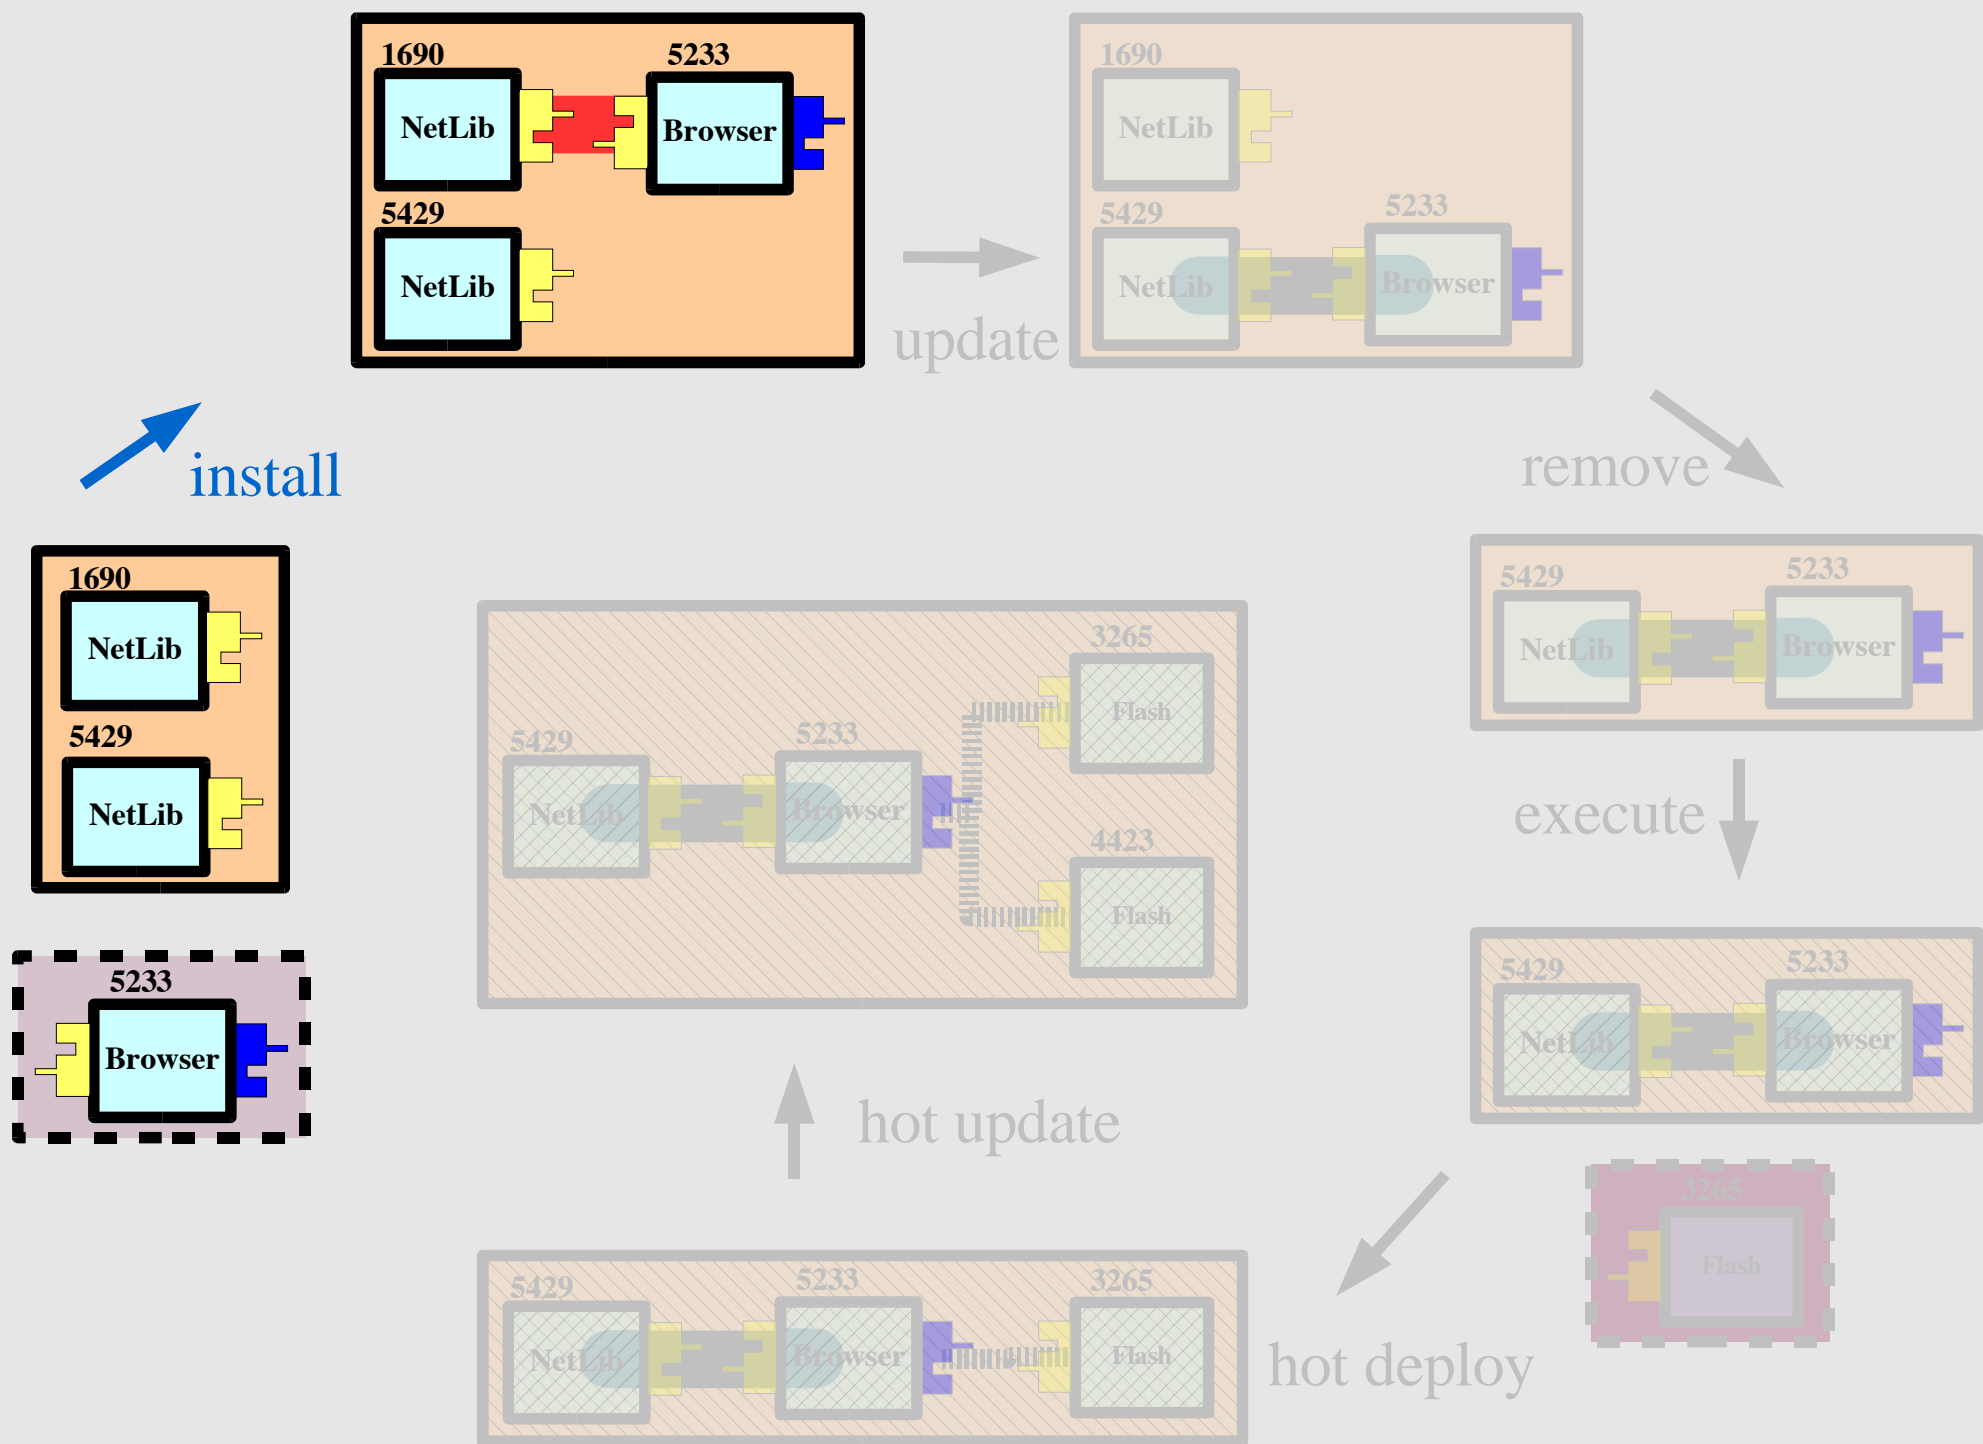 1690
5233
NetLib
Browser
5429
NetLib
1690
NetLib
5429
5233
NetLib
Browser
update
install
remove
1690
NetLib
5429
NetLib
5233
Browser
5429
5233
NetLib
Browser
execute
5429
5233
NetLib
Browser
3265
Flash
hot deploy
5429
5233
3265
NetLib
Browser
Flash
hot update
3265
Flash
5429
5233
NetLib
Browser
4423
Flash